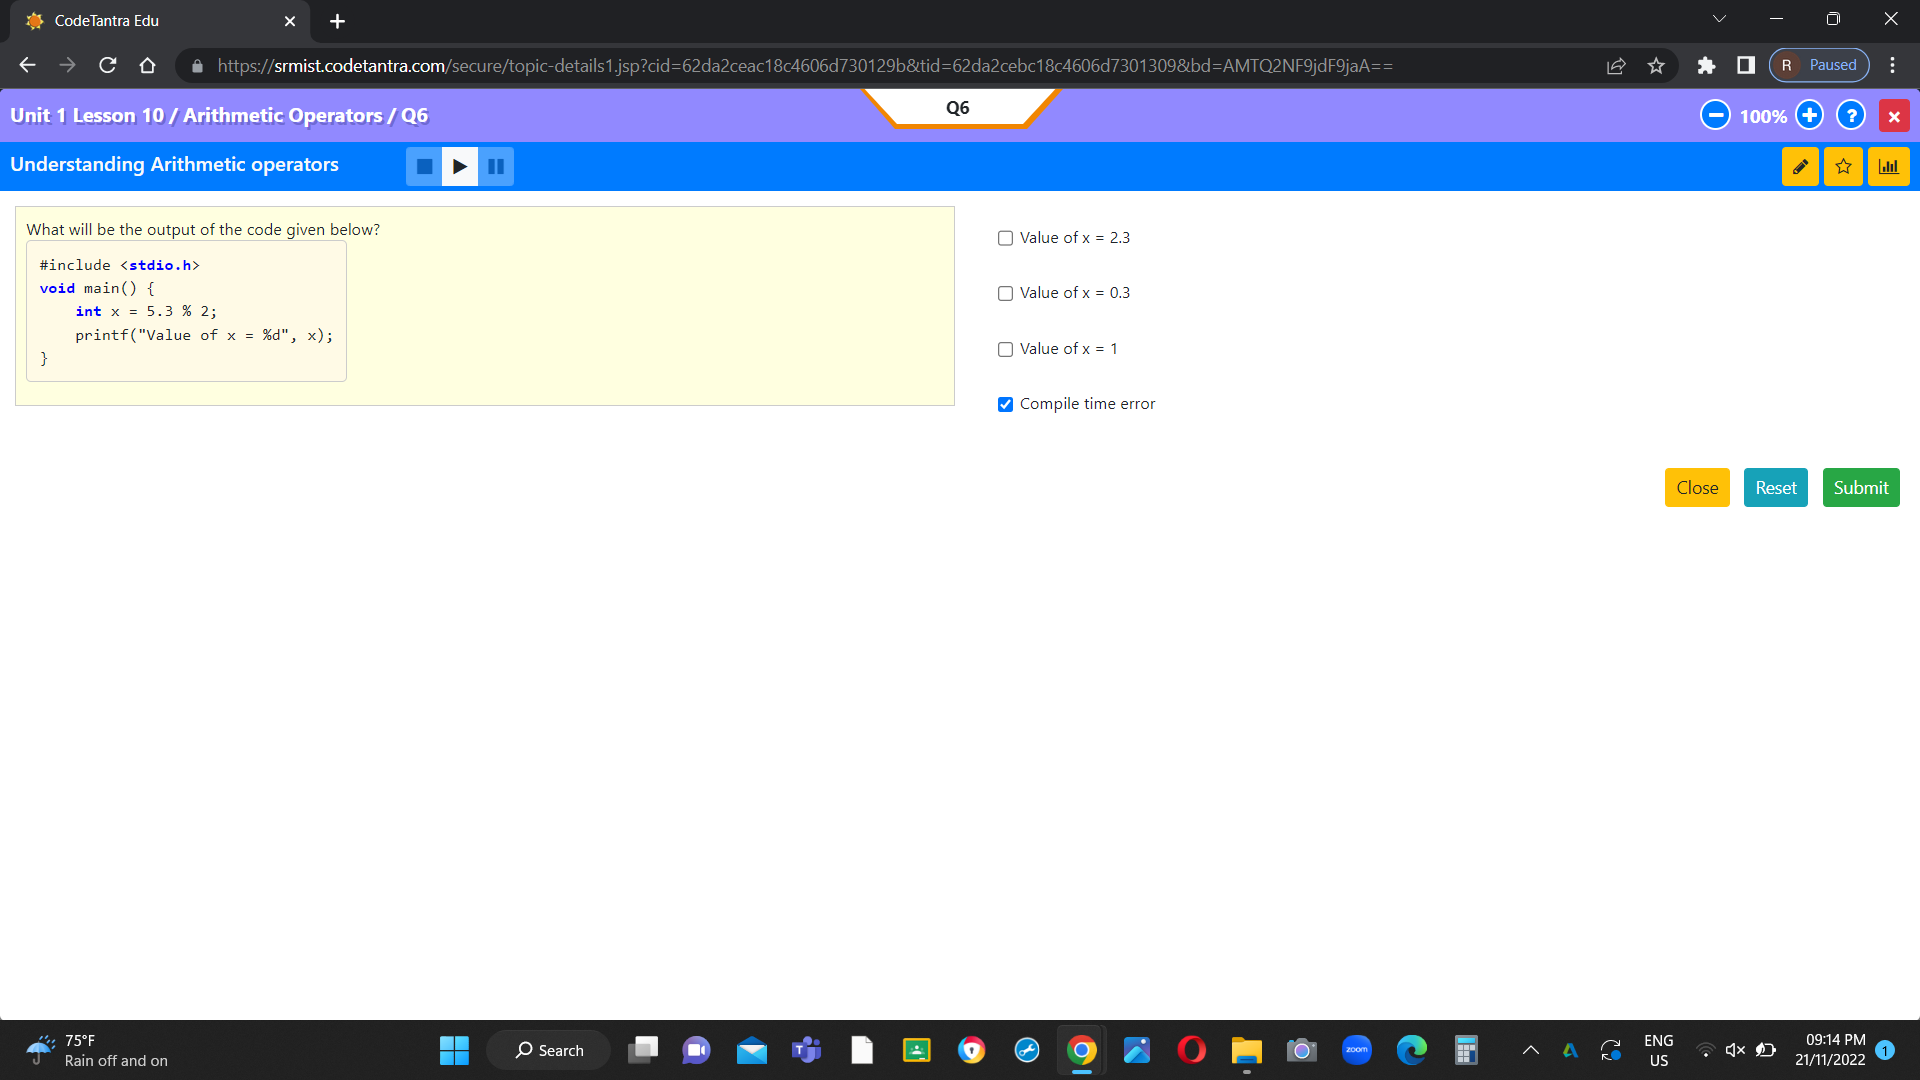 CodeTantra Edu
https://srmist.codetantra.com/secure/topic-details1.jsp?cid=62da2ceac18c4606d730129b&tid=62da2cebc18c4606d7301309&bd=AMTQ2NF9jdF9jaA==
R Paused
Unit 1 Lesson 10 / Arithmetic Operators / Q6
Q6
100%
?
Understanding Arithmetic operators
What will be the output of the code given below?
#include <stdio.h>
void main() {
int x = 5.3 % 2;
printf("Value of x = %d", x);
}
Value of x = 2.3
Value of x = 0.3
Value of x = 1
Compile time error
Close Reset Submit
75°F
Rain off and on
Search
zoom
ENG
US
09:14 PM
21/11/2022
1